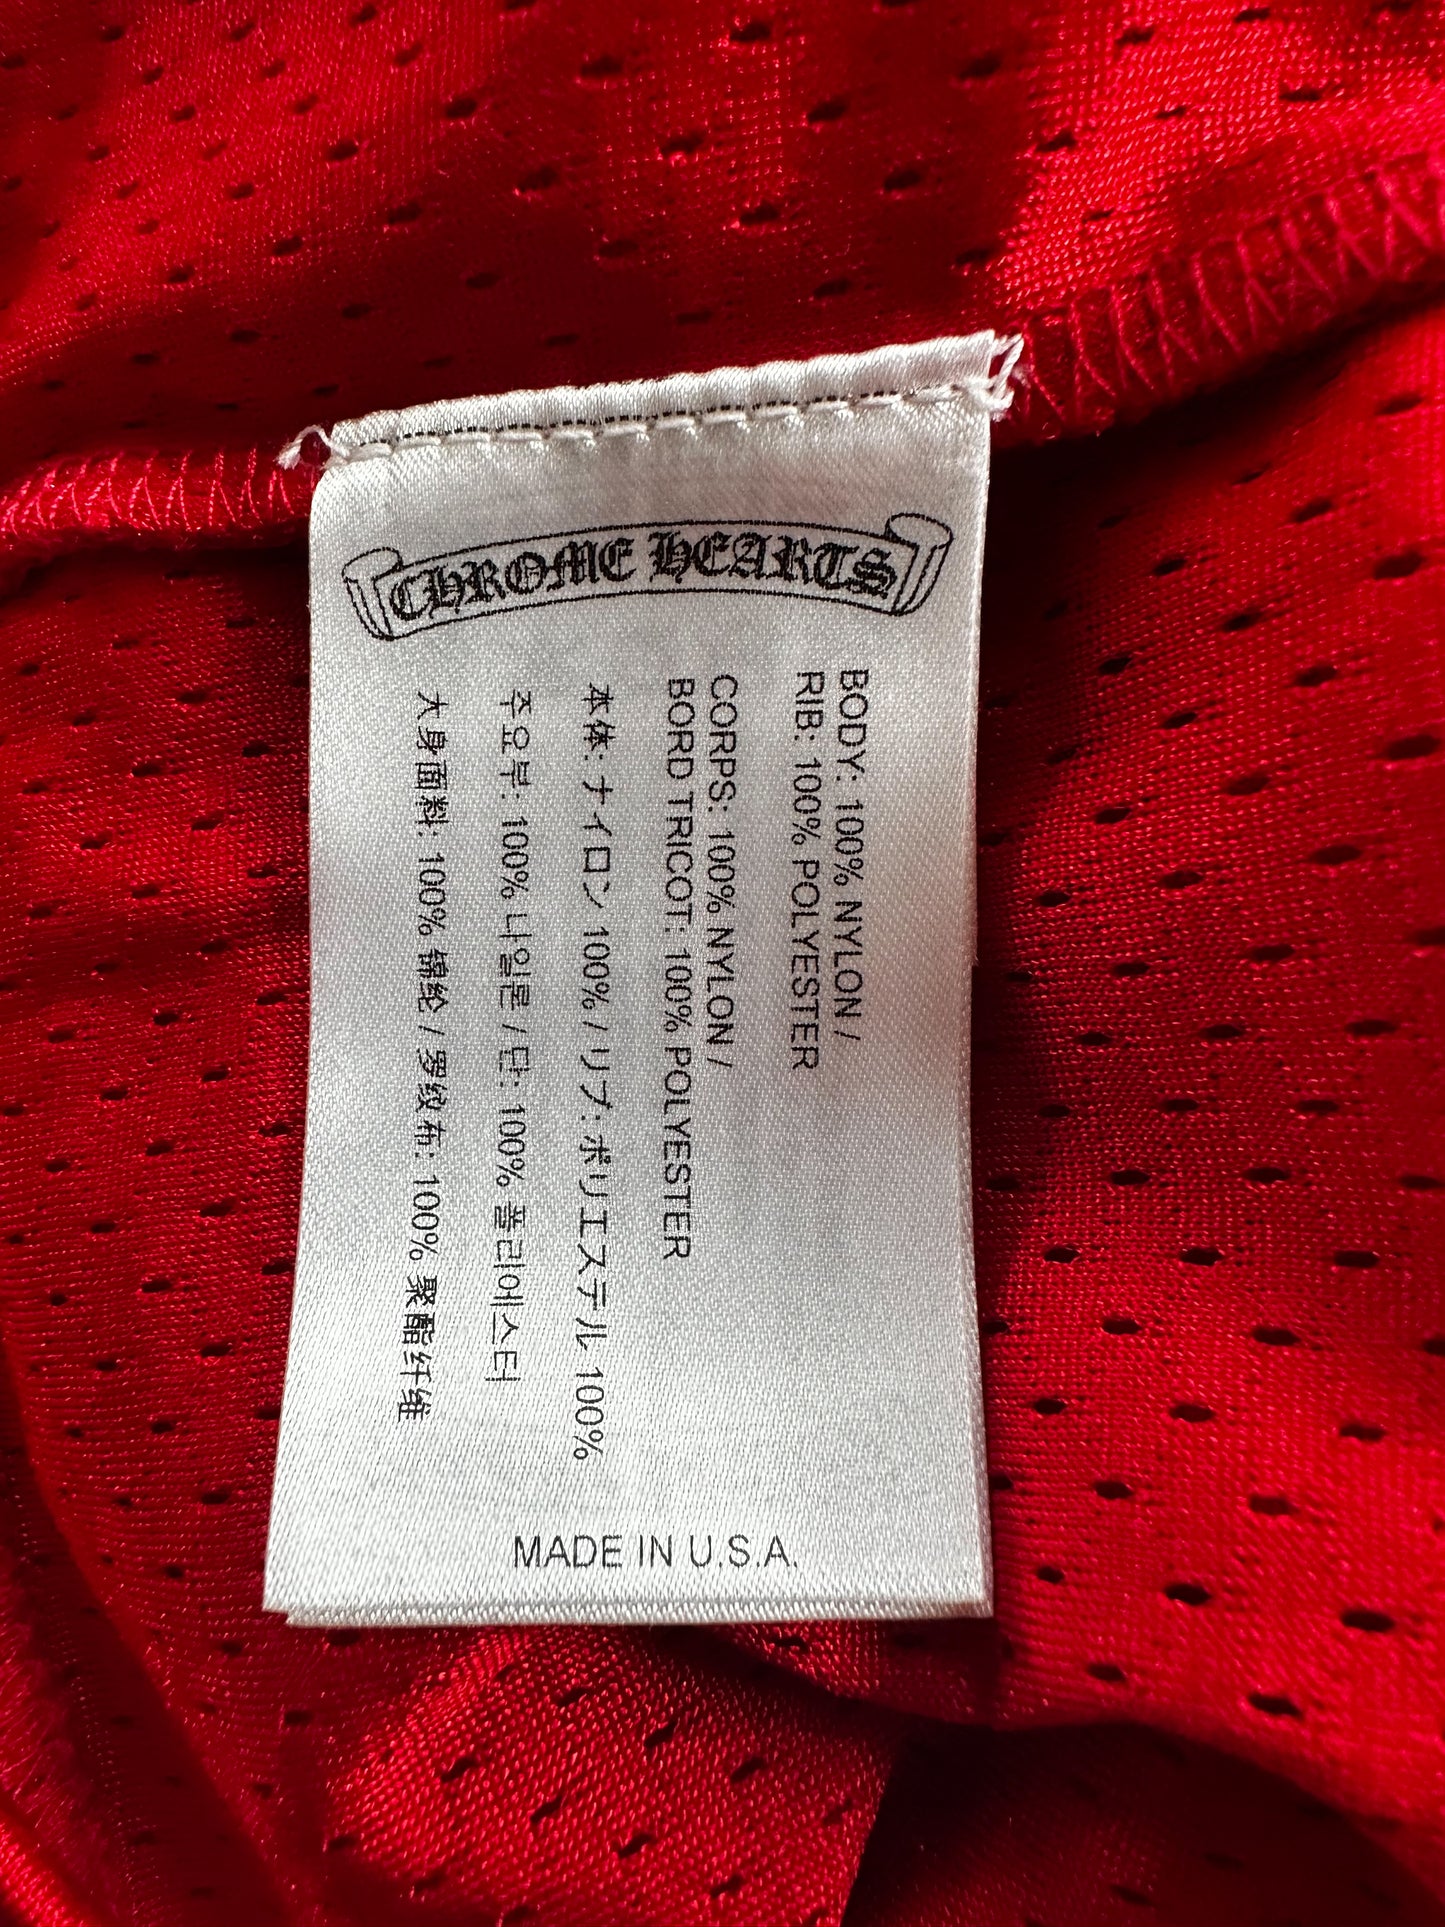 CHROME HEARTS
BODY: 100% NYLON /
RIB: 100% POLYESTER
CORPS: 100% NYLON /
BORD TRICOT: 100% POLYESTER
本体: ナイロン 100% / リブ: ポリエステル 100%
주요부: 100% 나일론 / 단: 100% 폴리에스터
大身面料: 100% 锦纶 / 罗纹布: 100% 聚酯纤维
MADE IN U.S.A.